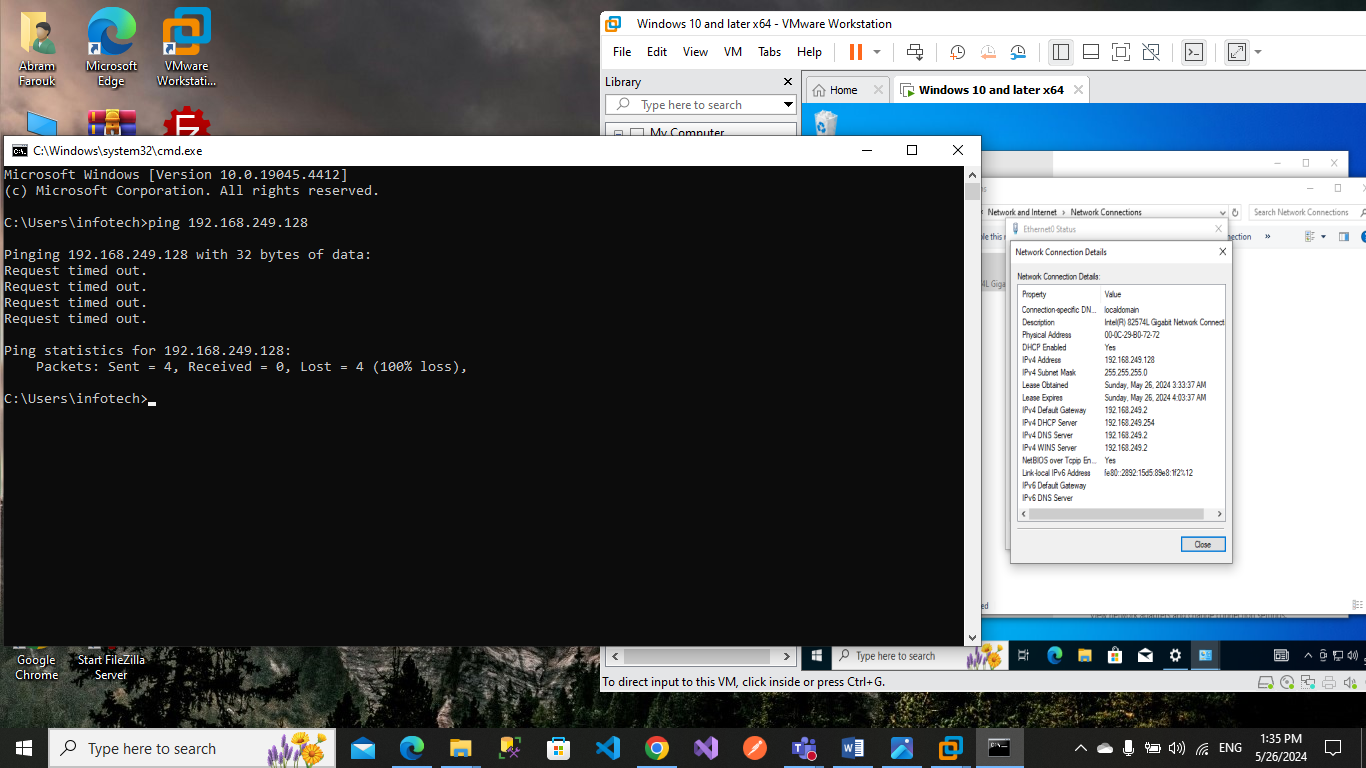 Abram
Farouk
Microsoft
Edge
VMware
Workstati...
Windows 10 and later x64 - VMware Workstation
File Edit View VM Tabs Help
Library
Type here to search
My Computer
Home
Windows 10 and later x64
C:\Windows\system32\cmd.exe
Microsoft Windows [Version 10.0.19045.4412]
(c) Microsoft Corporation. All rights reserved.
C:\Users\infotech>ping 192.168.249.128
Pinging 192.168.249.128 with 32 bytes of data:
Request timed out.
Request timed out.
Request timed out.
Request timed out.
Ping statistics for 192.168.249.128:
Packets: Sent = 4, Received = 0, Lost = 4 (100% loss),
C:\Users\infotech>
Network and Internet > Network Connections
Search Network Connections
Ethernet0 Status
Network Connection Details
Network Connection Details:
Property Value
Connection-specific DN... localdomain
Description Intel(R) 82574L Gigabit Network Connect
Physical Address 00-0C-29-B0-72-72
DHCP Enabled Yes
IPv4 Address 192.168.249.128
IPv4 Subnet Mask 255.255.255.0
Lease Obtained Sunday, May 26, 2024 3:33:37 AM
Lease Expires Sunday, May 26, 2024 4:03:37 AM
IPv4 Default Gateway 192.168.249.2
IPv4 DHCP Server 192.168.249.254
IPv4 DNS Server 192.168.249.2
IPv4 WINS Server 192.168.249.2
NetBIOS over Tcpip En... Yes
Link-local IPv6 Address fe80::2892:15d5:89e8:1f2%12
IPv6 Default Gateway
IPv6 DNS Server
Close
Google
Chrome
Start FileZilla
Server
Type here to search
To direct input to this VM, click inside or press Ctrl+G.
Type here to search
ENG
1:35 PM
5/26/2024